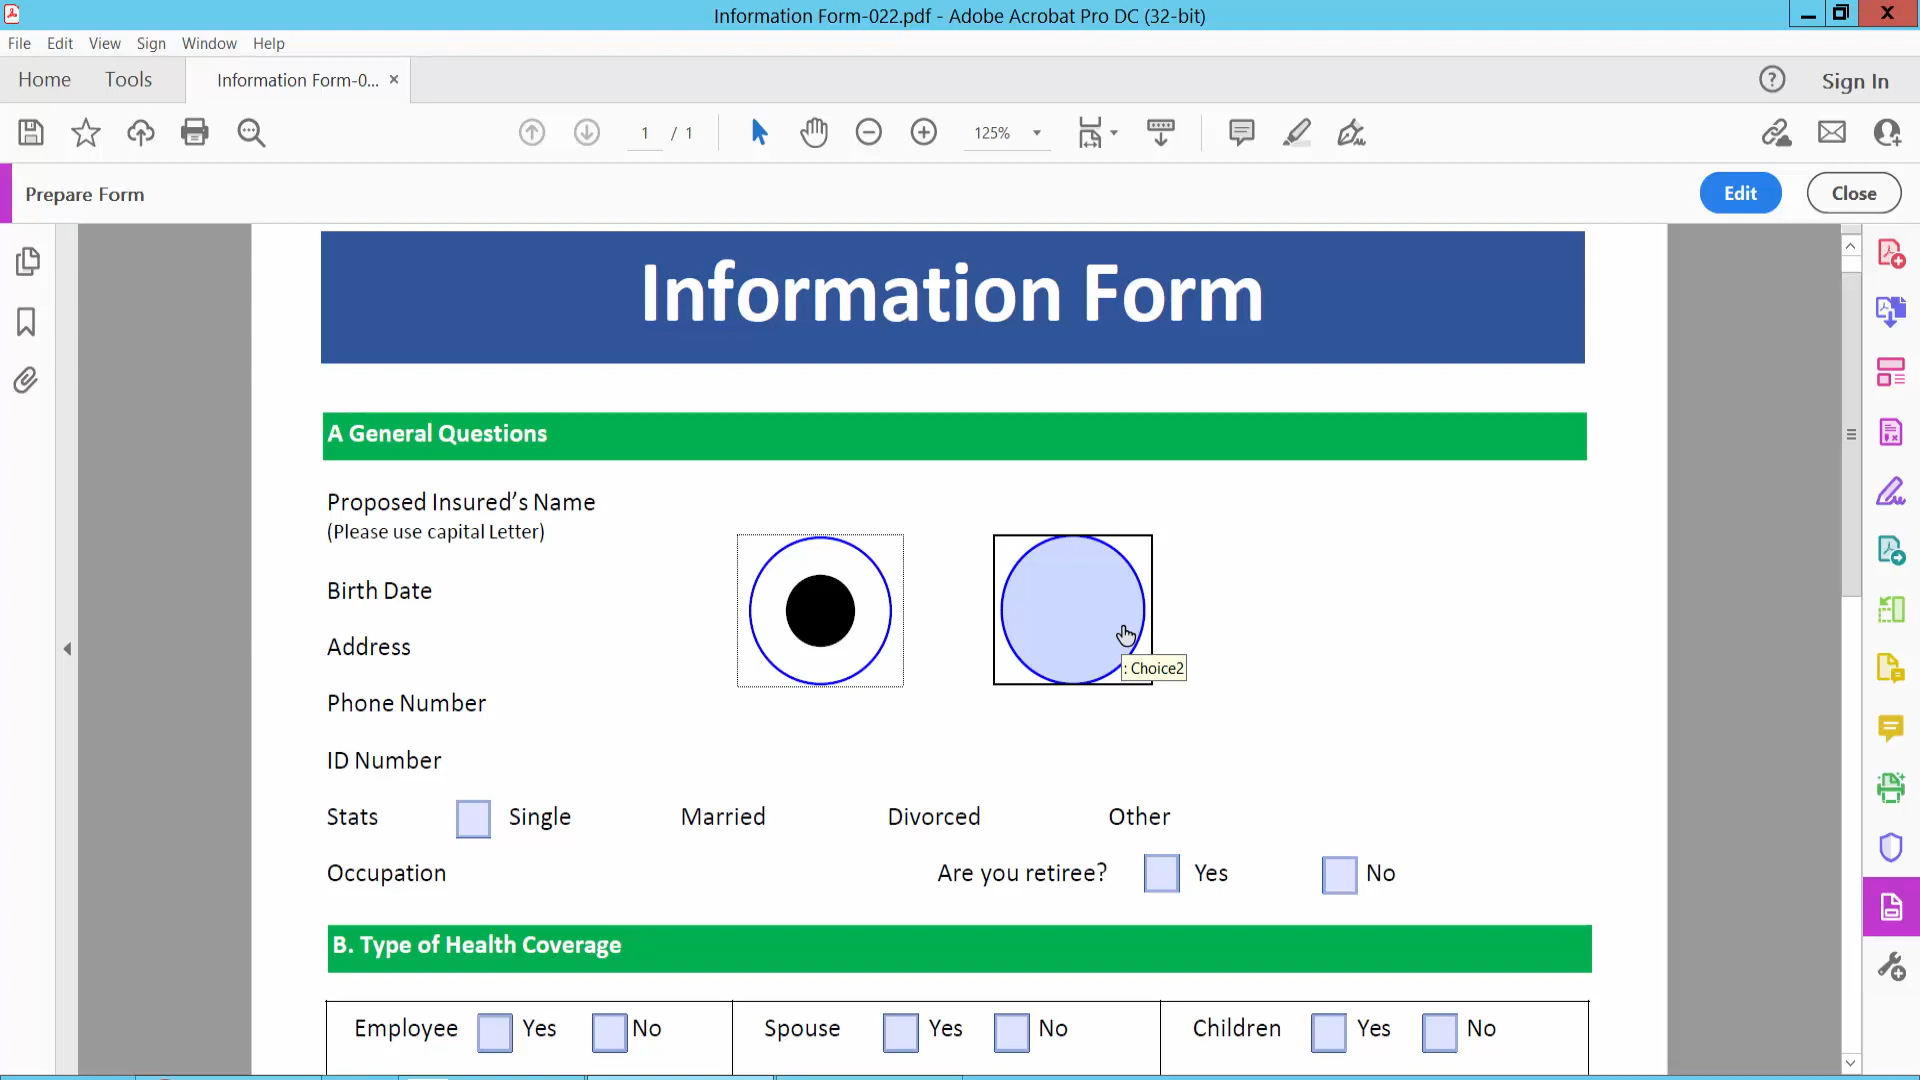 Information Form-022.pdf - Adobe Acrobat Pro DC (32-bit)
File Edit View Sign Window Help
Home Tools Information Form-0... × Sign In
1 / 1 125%
Prepare Form Edit Close
Information Form
A General Questions
Proposed Insured’s Name
(Please use capital Letter)
Birth Date
Address
: Choice2
Phone Number
ID Number
Stats Single Married Divorced Other
Occupation Are you retiree? Yes No
B. Type of Health Coverage
Employee Yes No Spouse Yes No Children Yes No